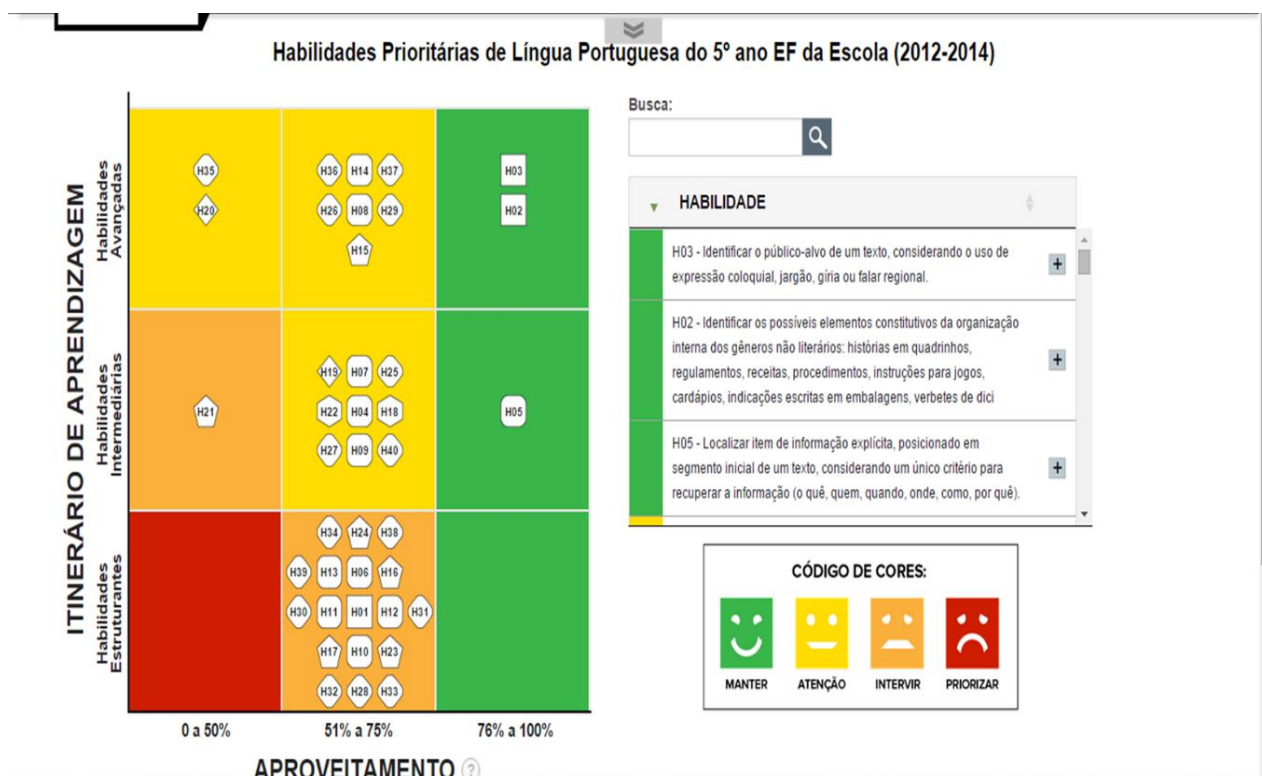 Habilidades Prioritárias de Língua Portuguesa do 5º ano EF da Escola (2012-2014)
ITINERÁRIO DE APRENDIZAGEM
Habilidades
Avançadas
H35
H20
H36 H14 H37
H26 H08 H29
H15
H03
H02
Habilidades
Intermediárias
H21
H19 H07 H25
H22 H04 H18
H27 H09 H40
H05
Habilidades
Estruturantes
H34 H24 H38
H39 H13 H06 H16
H30 H11 H01 H12 H31
H17 H10 H23
H32 H28 H33
0 a 50% 51% a 75% 76% a 100%
APROVEITAMENTO ?
Busca:
HABILIDADE
H03 - Identificar o público-alvo de um texto, considerando o uso de
expressão coloquial, jargão, gíria ou falar regional.
+
H02 - Identificar os possíveis elementos constitutivos da organização
interna dos gêneros não literários: histórias em quadrinhos,
regulamentos, receitas, procedimentos, instruções para jogos,
cardápios, indicações escritas em embalagens, verbetes de dici
+
H05 - Localizar item de informação explícita, posicionado em
segmento inicial de um texto, considerando um único critério para
recuperar a informação (o quê, quem, quando, onde, como, por quê).
+
CÓDIGO DE CORES:
MANTER ATENÇÃO INTERVIR PRIORIZAR